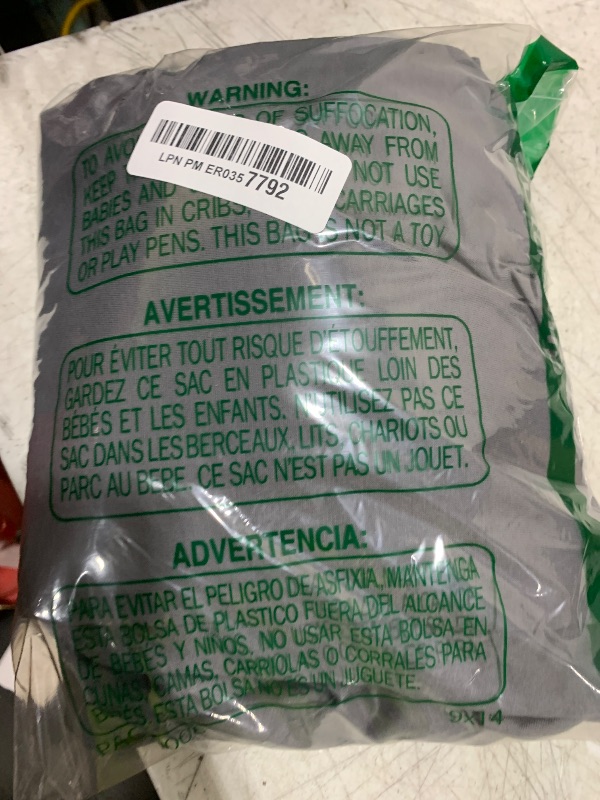 WARNING:
TO AVO OF SUFFOCATION,
KEEP AWAY FROM
BABIES AND NOT USE
THIS BAG IN CRIBS, CARRIAGES
OR PLAY PENS. THIS BAG IS NOT A TOY
LPN PM ER0357792
AVERTISSEMENT:
POUR ÉVITER TOUT RISQUE D'ÉTOUFFEMENT,
GARDEZ CE SAC EN PLASTIQUE LOIN DES
BÉBÉS ET LES ENFANTS. N'UTILISEZ PAS CE
SAC DANS LES BERCEAUX, LITS, CHARIOTS OU
PARC AU BEBE. CE SAC N'EST PAS UN JOUET.
ADVERTENCIA:
PARA EVITAR EL PELIGRO DE ASFIXIA, MANTENGA
ESTA BOLSA DE PLASTICO FUERA DEL ALCANCE
DE BEBÉS Y NIÑOS. NO USAR ESTA BOLSA EN
CUNAS, CAMAS, CARRIOLAS O CORRALES PARA
BEBÉS. ESTA BOLSA NO ES UN JUGUETE.
9X14